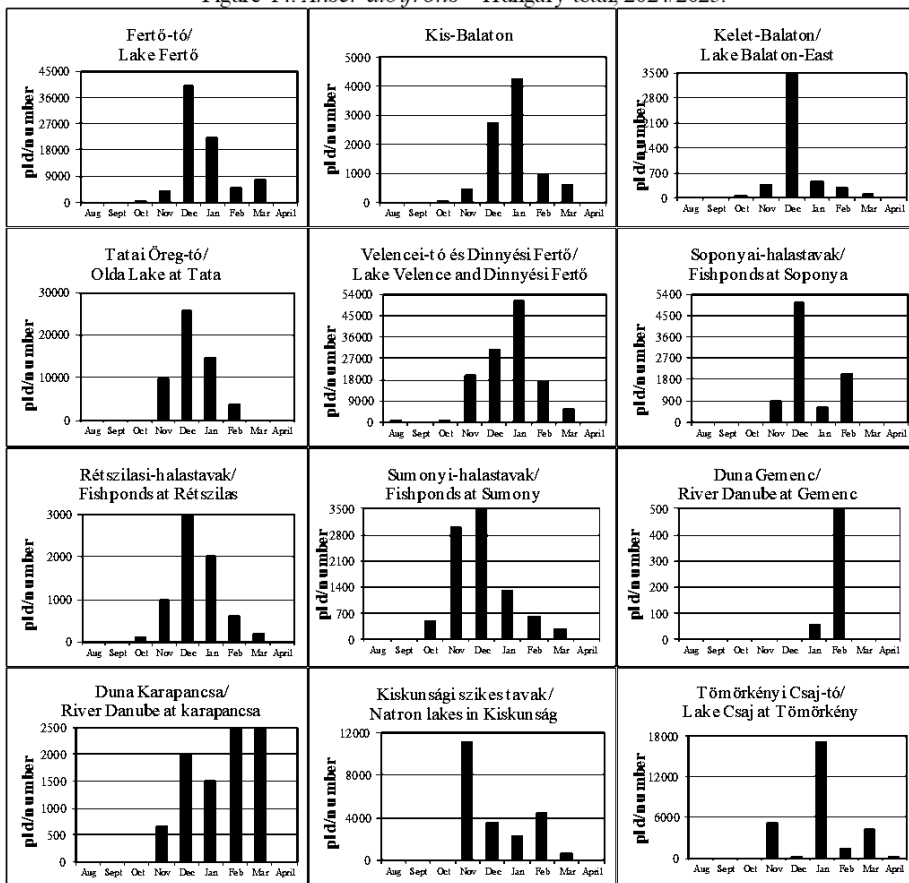 Figure 14. Anser albifrons – Hungary total, 2024/2025.
Fertő-tó/
Lake Fertő
pld/number
45000
36000
27000
18000
9000
0
Aug Sept Oct Nov Dec Jan Feb Mar April
Kis-Balaton
pld/number
5000
4000
3000
2000
1000
0
Aug Sept Oct Nov Dec Jan Feb Mar April
Kelet-Balaton/
Lake Balaton-East
pld/number
3500
2800
2100
1400
700
0
Aug Sept Oct Nov Dec Jan Feb Mar April
Tatai Öreg-tó/
Olda Lake at Tata
pld/number
30000
20000
10000
0
Aug Sept Oct Nov Dec Jan Feb Mar April
Velencei-tó és Dinnyési Fertő/
Lake Velence and Dinnyési Fertő
pld/number
54000
45000
36000
27000
18000
9000
0
Aug Sept Oct Nov Dec Jan Feb Mar April
Soponyai-halastavak/
Fishponds at Soponya
pld/number
5400
4500
3600
2700
1800
900
0
Aug Sept Oct Nov Dec Jan Feb Mar April
Rétszilasi-halastavak/
Fishponds at Rétszilas
pld/number
3000
2000
1000
0
Aug Sept Oct Nov Dec Jan Feb Mar April
Sumonyi-halastavak/
Fishponds at Sumony
pld/number
3500
2800
2100
1400
700
0
Aug Sept Oct Nov Dec Jan Feb Mar April
Duna Gemenc/
River Danube at Gemenc
pld/number
500
400
300
200
100
0
Aug Sept Oct Nov Dec Jan Feb Mar April
Duna Karapancsa/
River Danube at karapancsa
pld/number
2500
2000
1500
1000
500
0
Aug Sept Oct Nov Dec Jan Feb Mar April
Kiskunsági szikes tavak/
Natron lakes in Kiskunság
pld/number
12000
8000
4000
0
Aug Sept Oct Nov Dec Jan Feb Mar April
Tömörkényi Csaj-tó/
Lake Csaj at Tömörkény
pld/number
18000
12000
6000
0
Aug Sept Oct Nov Dec Jan Feb Mar April